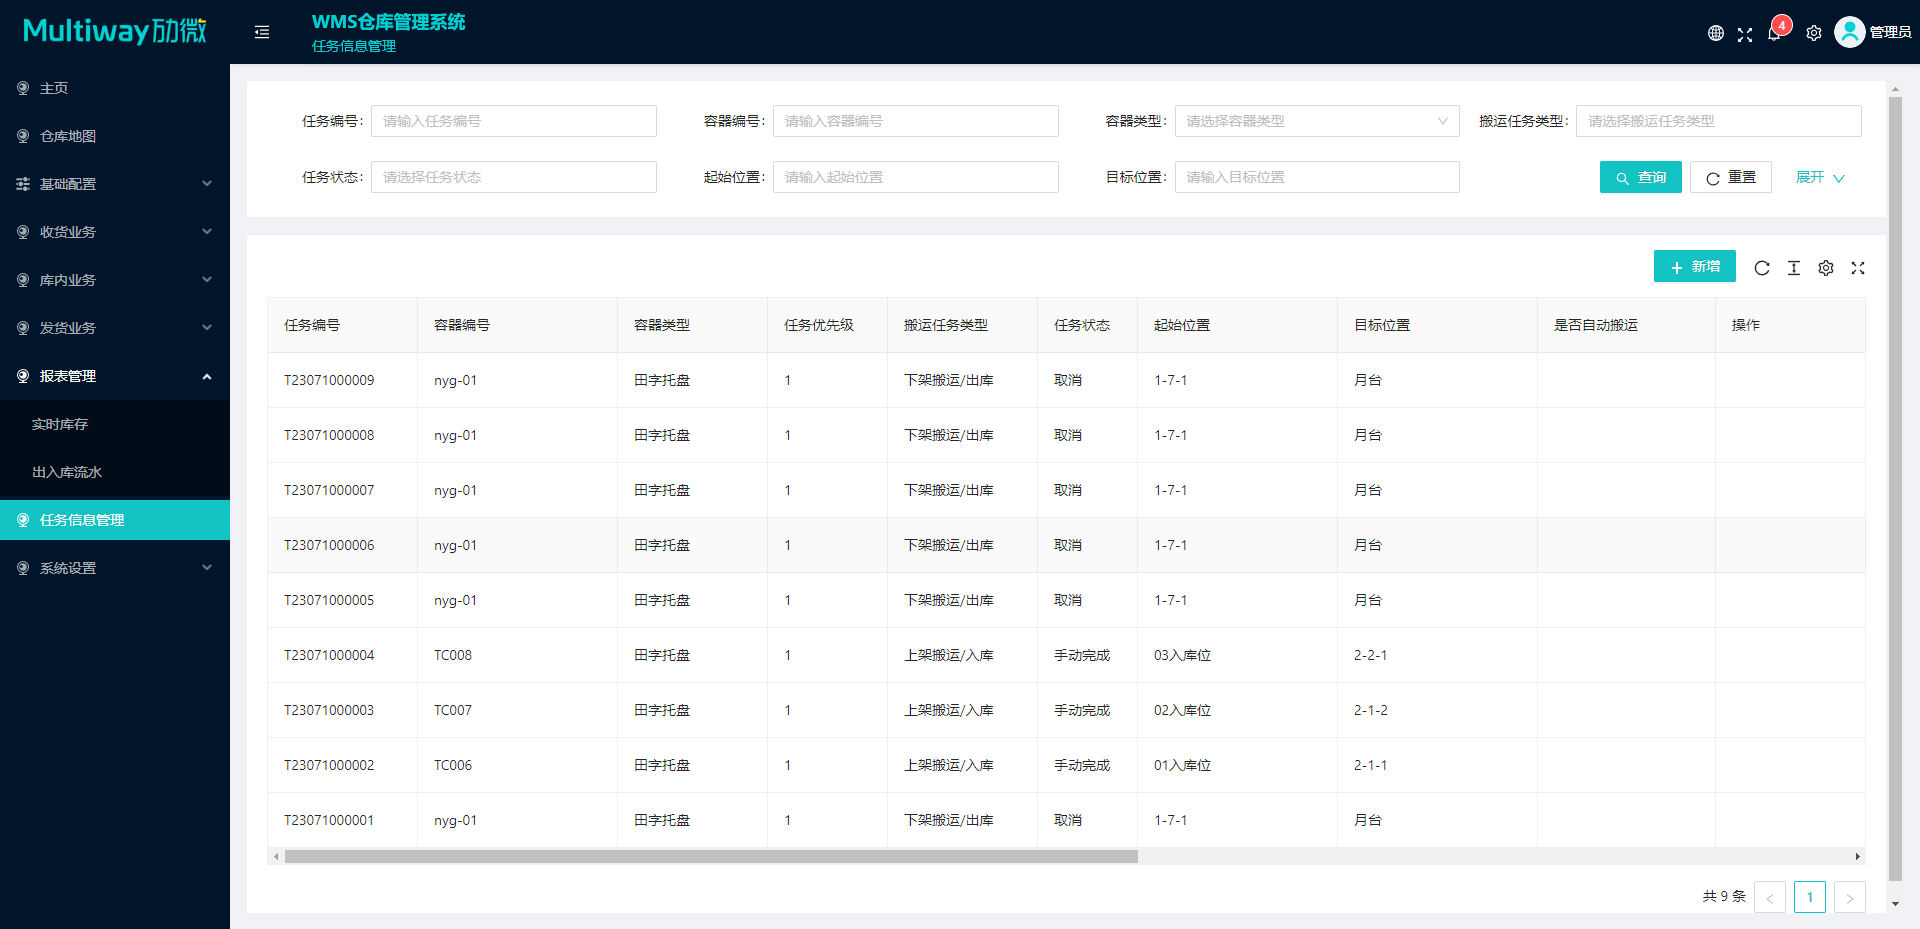 Multiway劢微
WMS仓库管理系统
任务信息管理
4
管理员
主页
仓库地图
基础配置
收货业务
库内业务
发货业务
报表管理
实时库存
出入库流水
任务信息管理
系统设置
任务编号: 请输入任务编号 容器编号: 请输入容器编号 容器类型: 请选择容器类型 搬运任务类型: 请选择搬运任务类型
任务状态: 请选择任务状态 起始位置: 请输入起始位置 目标位置: 请输入目标位置 查询 重置 展开
新增
任务编号 容器编号 容器类型 任务优先级 搬运任务类型 任务状态 起始位置 目标位置 是否自动搬运 操作
T23071000009 nyg-01 田字托盘 1 下架搬运/出库 取消 1-7-1 月台
T23071000008 nyg-01 田字托盘 1 下架搬运/出库 取消 1-7-1 月台
T23071000007 nyg-01 田字托盘 1 下架搬运/出库 取消 1-7-1 月台
T23071000006 nyg-01 田字托盘 1 下架搬运/出库 取消 1-7-1 月台
T23071000005 nyg-01 田字托盘 1 下架搬运/出库 取消 1-7-1 月台
T23071000004 TC008 田字托盘 1 上架搬运/入库 手动完成 03入库位 2-2-1
T23071000003 TC007 田字托盘 1 上架搬运/入库 手动完成 02入库位 2-1-2
T23071000002 TC006 田字托盘 1 上架搬运/入库 手动完成 01入库位 2-1-1
T23071000001 nyg-01 田字托盘 1 下架搬运/出库 取消 1-7-1 月台
共 9 条 < 1 >